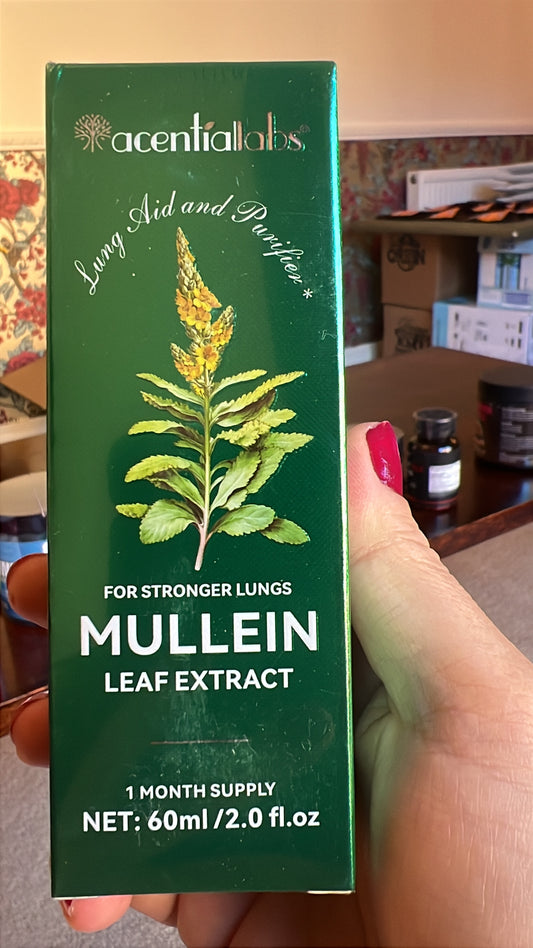 acentiallabs®
Lung Aid and Purifier*
FOR STRONGER LUNGS
MULLEIN
LEAF EXTRACT
1 MONTH SUPPLY
NET: 60ml /2.0 fl.oz